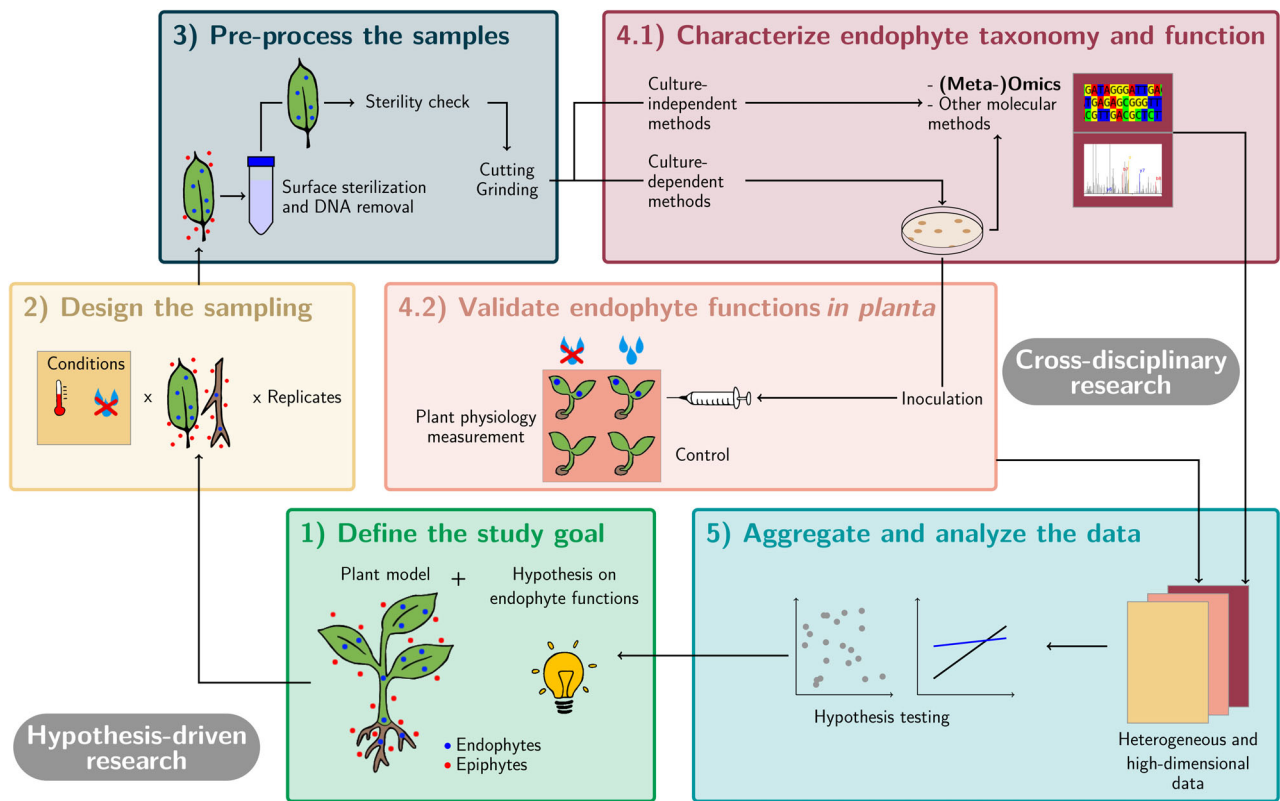 3) Pre-process the samples
Sterility check
Surface sterilization
and DNA removal
Cutting
Grinding
4.1) Characterize endophyte taxonomy and function
Culture-
independent
methods
- (Meta-)Omics
- Other molecular
methods
Culture-
dependent
methods
GATAGGGATTGA
TGAGAGCGGGT
CGTTGACGCTCT
2) Design the sampling
Conditions
x
x Replicates
4.2) Validate endophyte functions in planta
Plant physiology
measurement
Inoculation
Control
Cross-disciplinary
research
1) Define the study goal
Plant model
+
Hypothesis on
endophyte functions
Endophytes
Epiphytes
Hypothesis-driven
research
5) Aggregate and analyze the data
Hypothesis testing
Heterogeneous and
high-dimensional
data